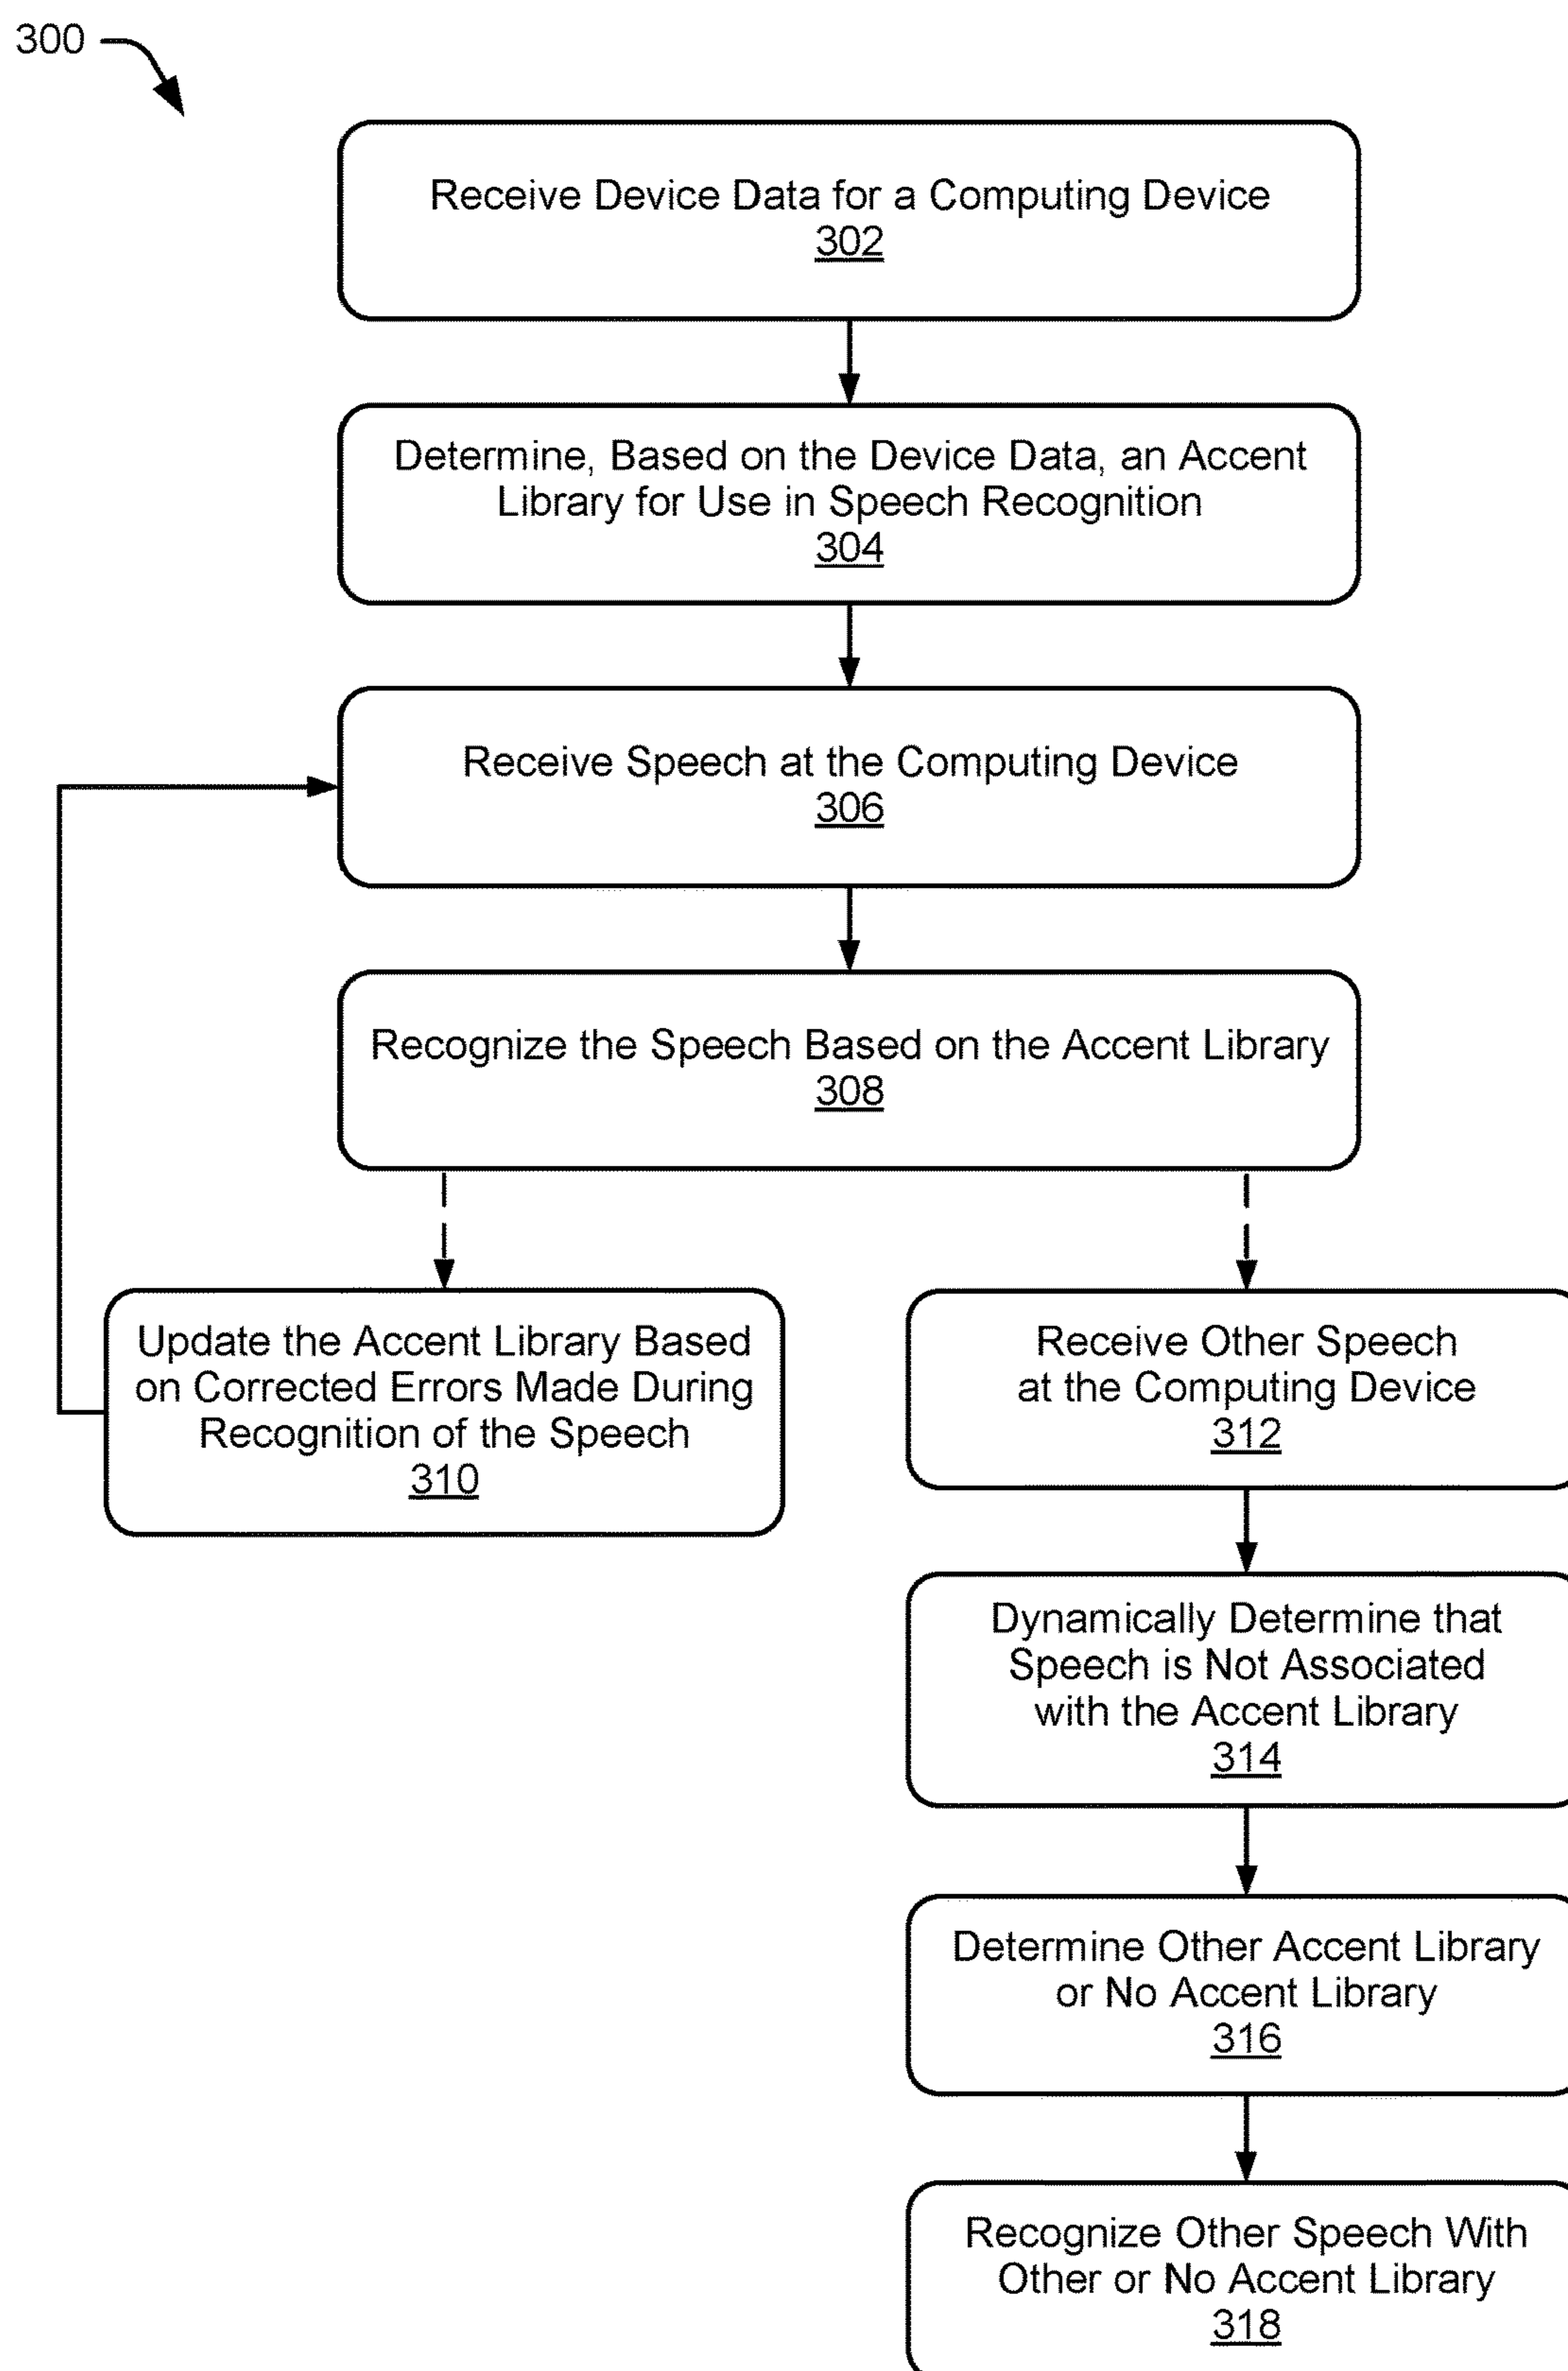 300
Receive Device Data for a Computing Device
302
Determine, Based on the Device Data, an Accent
Library for Use in Speech Recognition
304
Receive Speech at the Computing Device
306
Recognize the Speech Based on the Accent Library
308
Update the Accent Library Based
on Corrected Errors Made During
Recognition of the Speech
310
Receive Other Speech
at the Computing Device
312
Dynamically Determine that
Speech is Not Associated
with the Accent Library
314
Determine Other Accent Library
or No Accent Library
316
Recognize Other Speech With
Other or No Accent Library
318